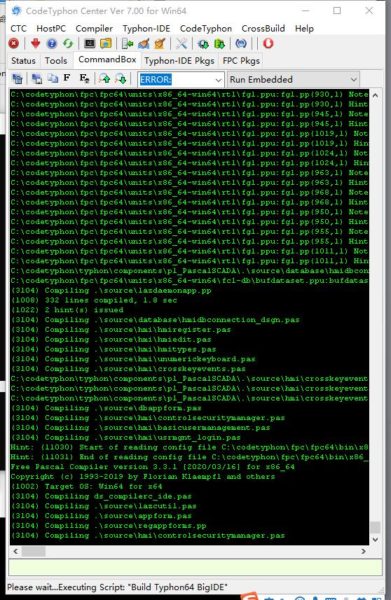 CodeTyphon Center Ver 7.00 for Win64
CTC HostPC Compiler Typhon-IDE CodeTyphon CrossBuild Help
Status Tools CommandBox Typhon-IDE Pkgs FPC Pkgs
F ERROR: Run Embedded
C:\codetyphon\fpc\fpc64\units\x86_64-win64\rtl\fgl.ppu:fgl.pp(930,1) Note
C:\codetyphon\fpc\fpc64\units\x86_64-win64\rtl\fgl.ppu:fgl.pp(930,1) Hint
C:\codetyphon\fpc\fpc64\units\x86_64-win64\rtl\fgl.ppu:fgl.pp(945,1) Note
C:\codetyphon\fpc\fpc64\units\x86_64-win64\rtl\fgl.ppu:fgl.pp(945,1) Hint
C:\codetyphon\fpc\fpc64\units\x86_64-win64\rtl\fgl.ppu:fgl.pp(1019,1) Note
C:\codetyphon\fpc\fpc64\units\x86_64-win64\rtl\fgl.ppu:fgl.pp(1019,1) Hint
C:\codetyphon\fpc\fpc64\units\x86_64-win64\rtl\fgl.ppu:fgl.pp(1024,1) Note
C:\codetyphon\fpc\fpc64\units\x86_64-win64\rtl\fgl.ppu:fgl.pp(1024,1) Hint
C:\codetyphon\fpc\fpc64\units\x86_64-win64\rtl\fgl.ppu:fgl.pp(963,1) Note
C:\codetyphon\fpc\fpc64\units\x86_64-win64\rtl\fgl.ppu:fgl.pp(963,1) Hint
C:\codetyphon\fpc\fpc64\units\x86_64-win64\rtl\fgl.ppu:fgl.pp(968,1) Note
C:\codetyphon\fpc\fpc64\units\x86_64-win64\rtl\fgl.ppu:fgl.pp(968,1) Hint
C:\codetyphon\fpc\fpc64\units\x86_64-win64\rtl\fgl.ppu:fgl.pp(950,1) Note
C:\codetyphon\fpc\fpc64\units\x86_64-win64\rtl\fgl.ppu:fgl.pp(950,1) Hint
C:\codetyphon\fpc\fpc64\units\x86_64-win64\rtl\fgl.ppu:fgl.pp(955,1) Note
C:\codetyphon\fpc\fpc64\units\x86_64-win64\rtl\fgl.ppu:fgl.pp(955,1) Hint
C:\codetyphon\fpc\fpc64\units\x86_64-win64\rtl\fgl.ppu:fgl.pp(1011,1) Note
C:\codetyphon\fpc\fpc64\units\x86_64-win64\rtl\fgl.ppu:fgl.pp(1011,1) Hint
C:\codetyphon\typhon\components\pl_PascalSCADA\.\source\database\hmidbconne
C:\codetyphon\fpc\fpc64\units\x86_64-win64\fcl-db\bufdataset.ppu:bufdataset
(3104) Compiling .\source\lazdaemonapp.pp
(1008) 332 lines compiled, 1.8 sec
(1022) 2 hint(s) issued
(3104) Compiling .\source\database\hmidbconnection_dsgn.pas
(3104) Compiling .\source\hmi\hmiregister.pas
(3104) Compiling .\source\hmi\hmiedit.pas
(3104) Compiling .\source\hmi\hmitypes.pas
(3104) Compiling .\source\hmi\unumerickeyboard.pas
(3104) Compiling .\source\hmi\crosskeyevents.pas
C:\codetyphon\typhon\components\pl_PascalSCADA\.\source\hmi\crosskeyevents
C:\codetyphon\typhon\components\pl_PascalSCADA\.\source\hmi\crosskeyevents
(3104) Compiling .\source\dbappform.pas
(3104) Compiling .\source\hmi\controlsecuritymanager.pas
(3104) Compiling .\source\hmi\basicusermanagement.pas
(3104) Compiling .\source\hmi\usrmgnt_login.pas
Hint: (11030) Start of reading config file C:\codetyphon\fpc\fpc64\bin\x8
Hint: (11031) End of reading config file C:\codetyphon\fpc\fpc64\bin\x86_
Free Pascal Compiler version 3.3.1 [2020/03/16] for x86_64
Copyright (c) 1993-2019 by Florian Klaempfl and others
(1002) Target OS: Win64 for x64
(3104) Compiling ds_compilerc_ide.pas
(3104) Compiling .\source\lazcutil.pas
(3104) Compiling .\source\appform.pas
(3104) Compiling .\source\regappforms.pp
(3104) Compiling .\source\hmi\controlsecuritymanager.pas
Please wait...Executing Script: "Build Typhon64 BigIDE"